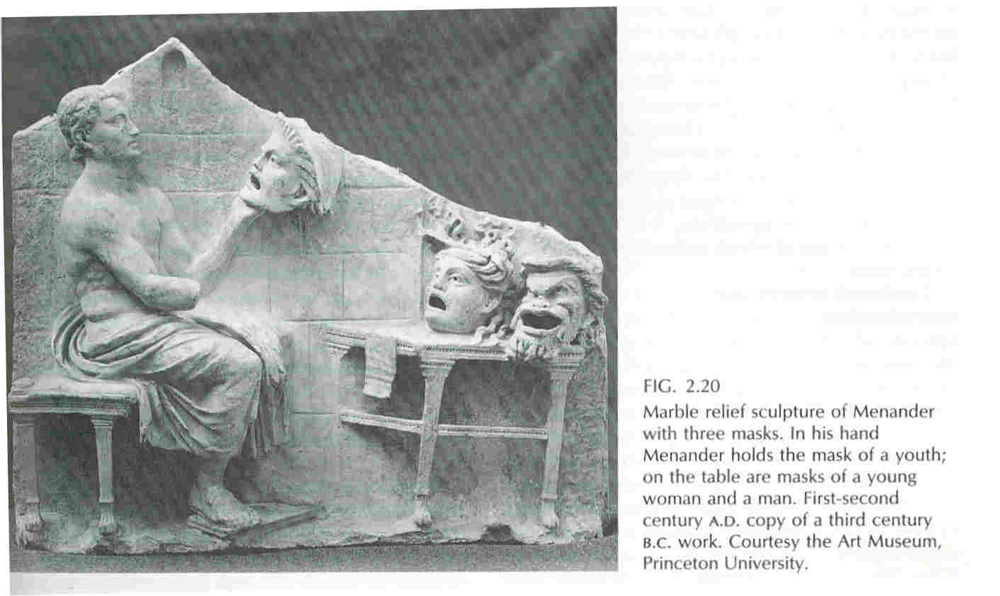 FIG. 2.20
Marble relief sculpture of Menander
with three masks. In his hand
Menander holds the mask of a youth;
on the table are masks of a young
woman and a man. First-second
century A.D. copy of a third century
B.C. work. Courtesy the Art Museum,
Princeton University.